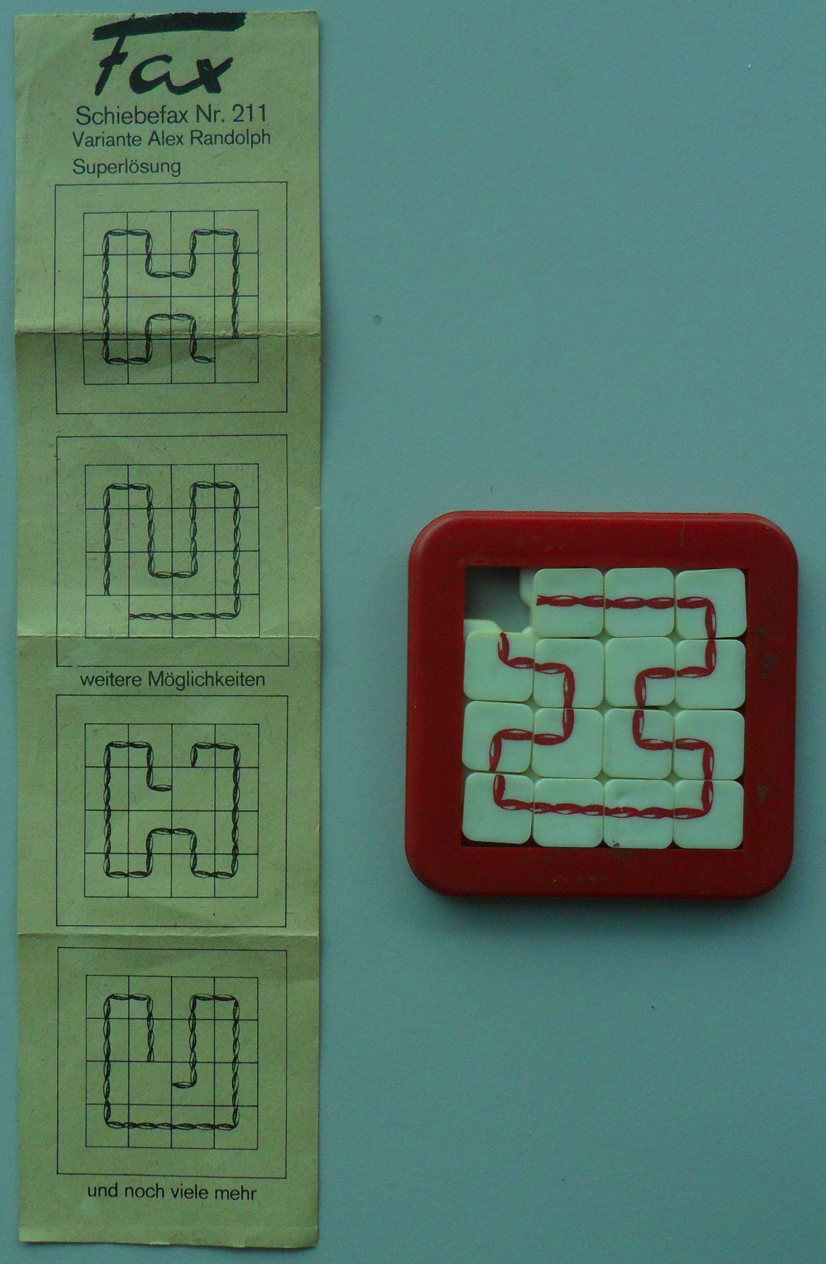 Fax
Schiebefax Nr. 211
Variante Alex Randolph
Superlösung
weitere Möglichkeiten
und noch viele mehr